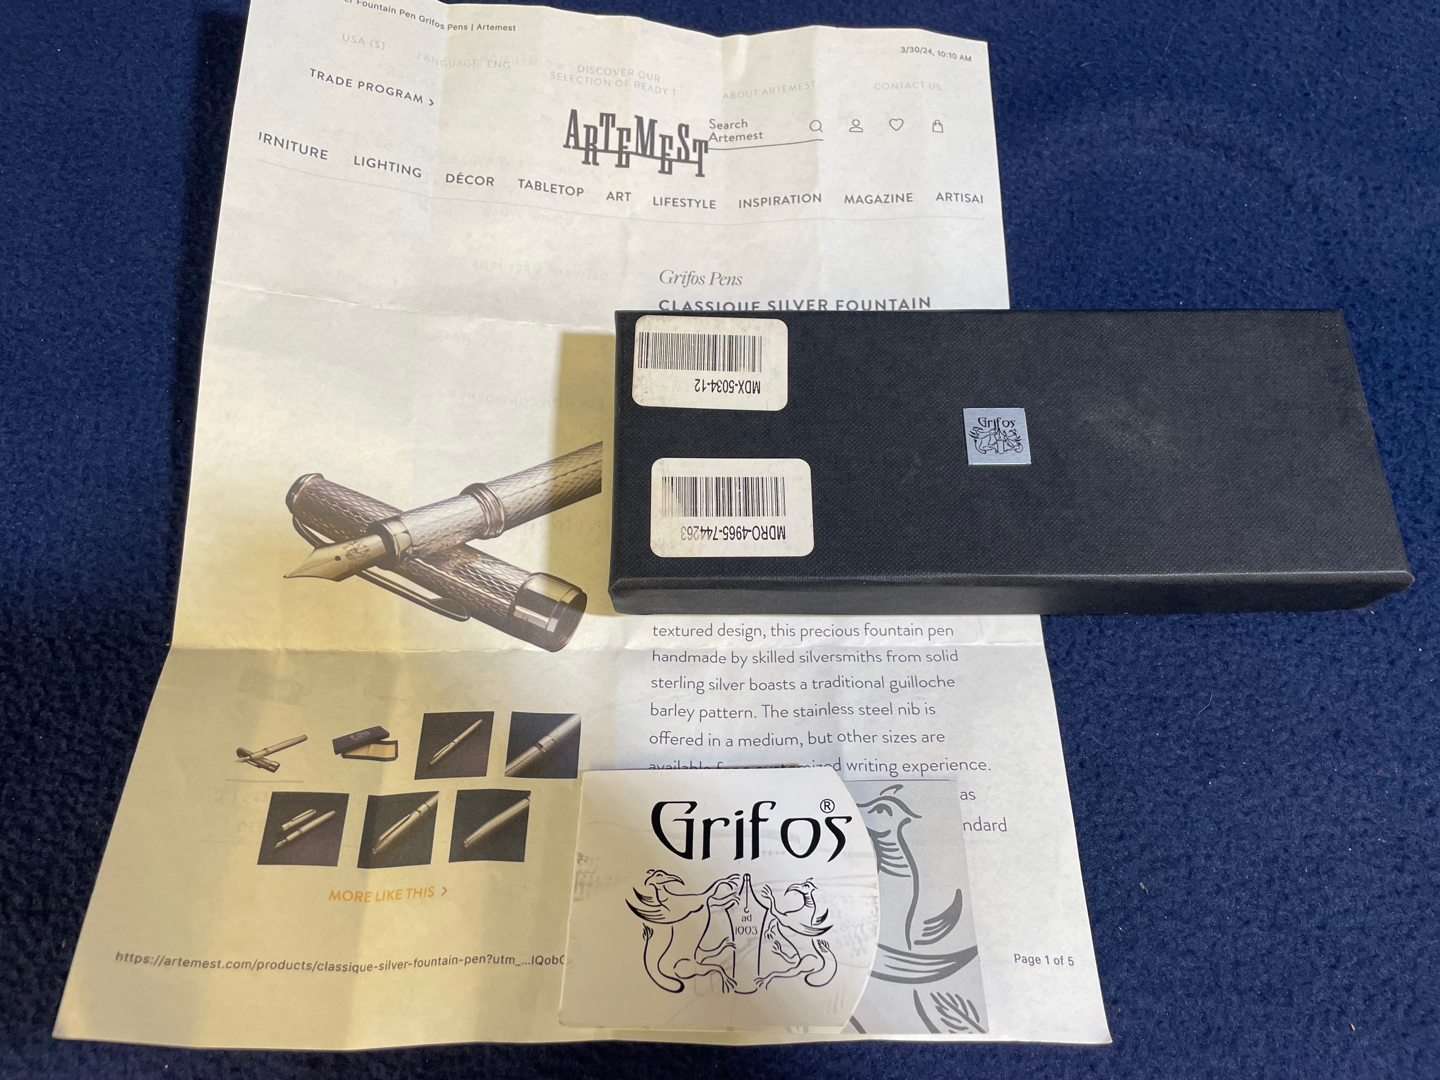 er Fountain Pen Grifos Pens | Artemest
3/30/24, 10:10 AM
USA ($)
LANGUAGE: ENG
DISCOVER OUR
SELECTION OF READY T
ABOUT ARTEMEST
CONTACT US
TRADE PROGRAM >
ARTEMEST
Search
Artemest
IRNITURE
LIGHTING
DÉCOR
TABLETOP
ART
LIFESTYLE
INSPIRATION
MAGAZINE
ARTISAI
Grifos Pens
CLASSIQUE SILVER FOUNTAIN
MDX-5034-12
Grifos
MDRO-4965-744263
textured design, this precious fountain pen
handmade by skilled silversmiths from solid
sterling silver boasts a traditional guilloche
barley pattern. The stainless steel nib is
offered in a medium, but other sizes are
writing experience.
as
ndard
MORE LIKE THIS >
Grifos®
ad
1993
https://artemest.com/products/classique-silver-fountain-pen?utm_...IQob
Page 1 of 5